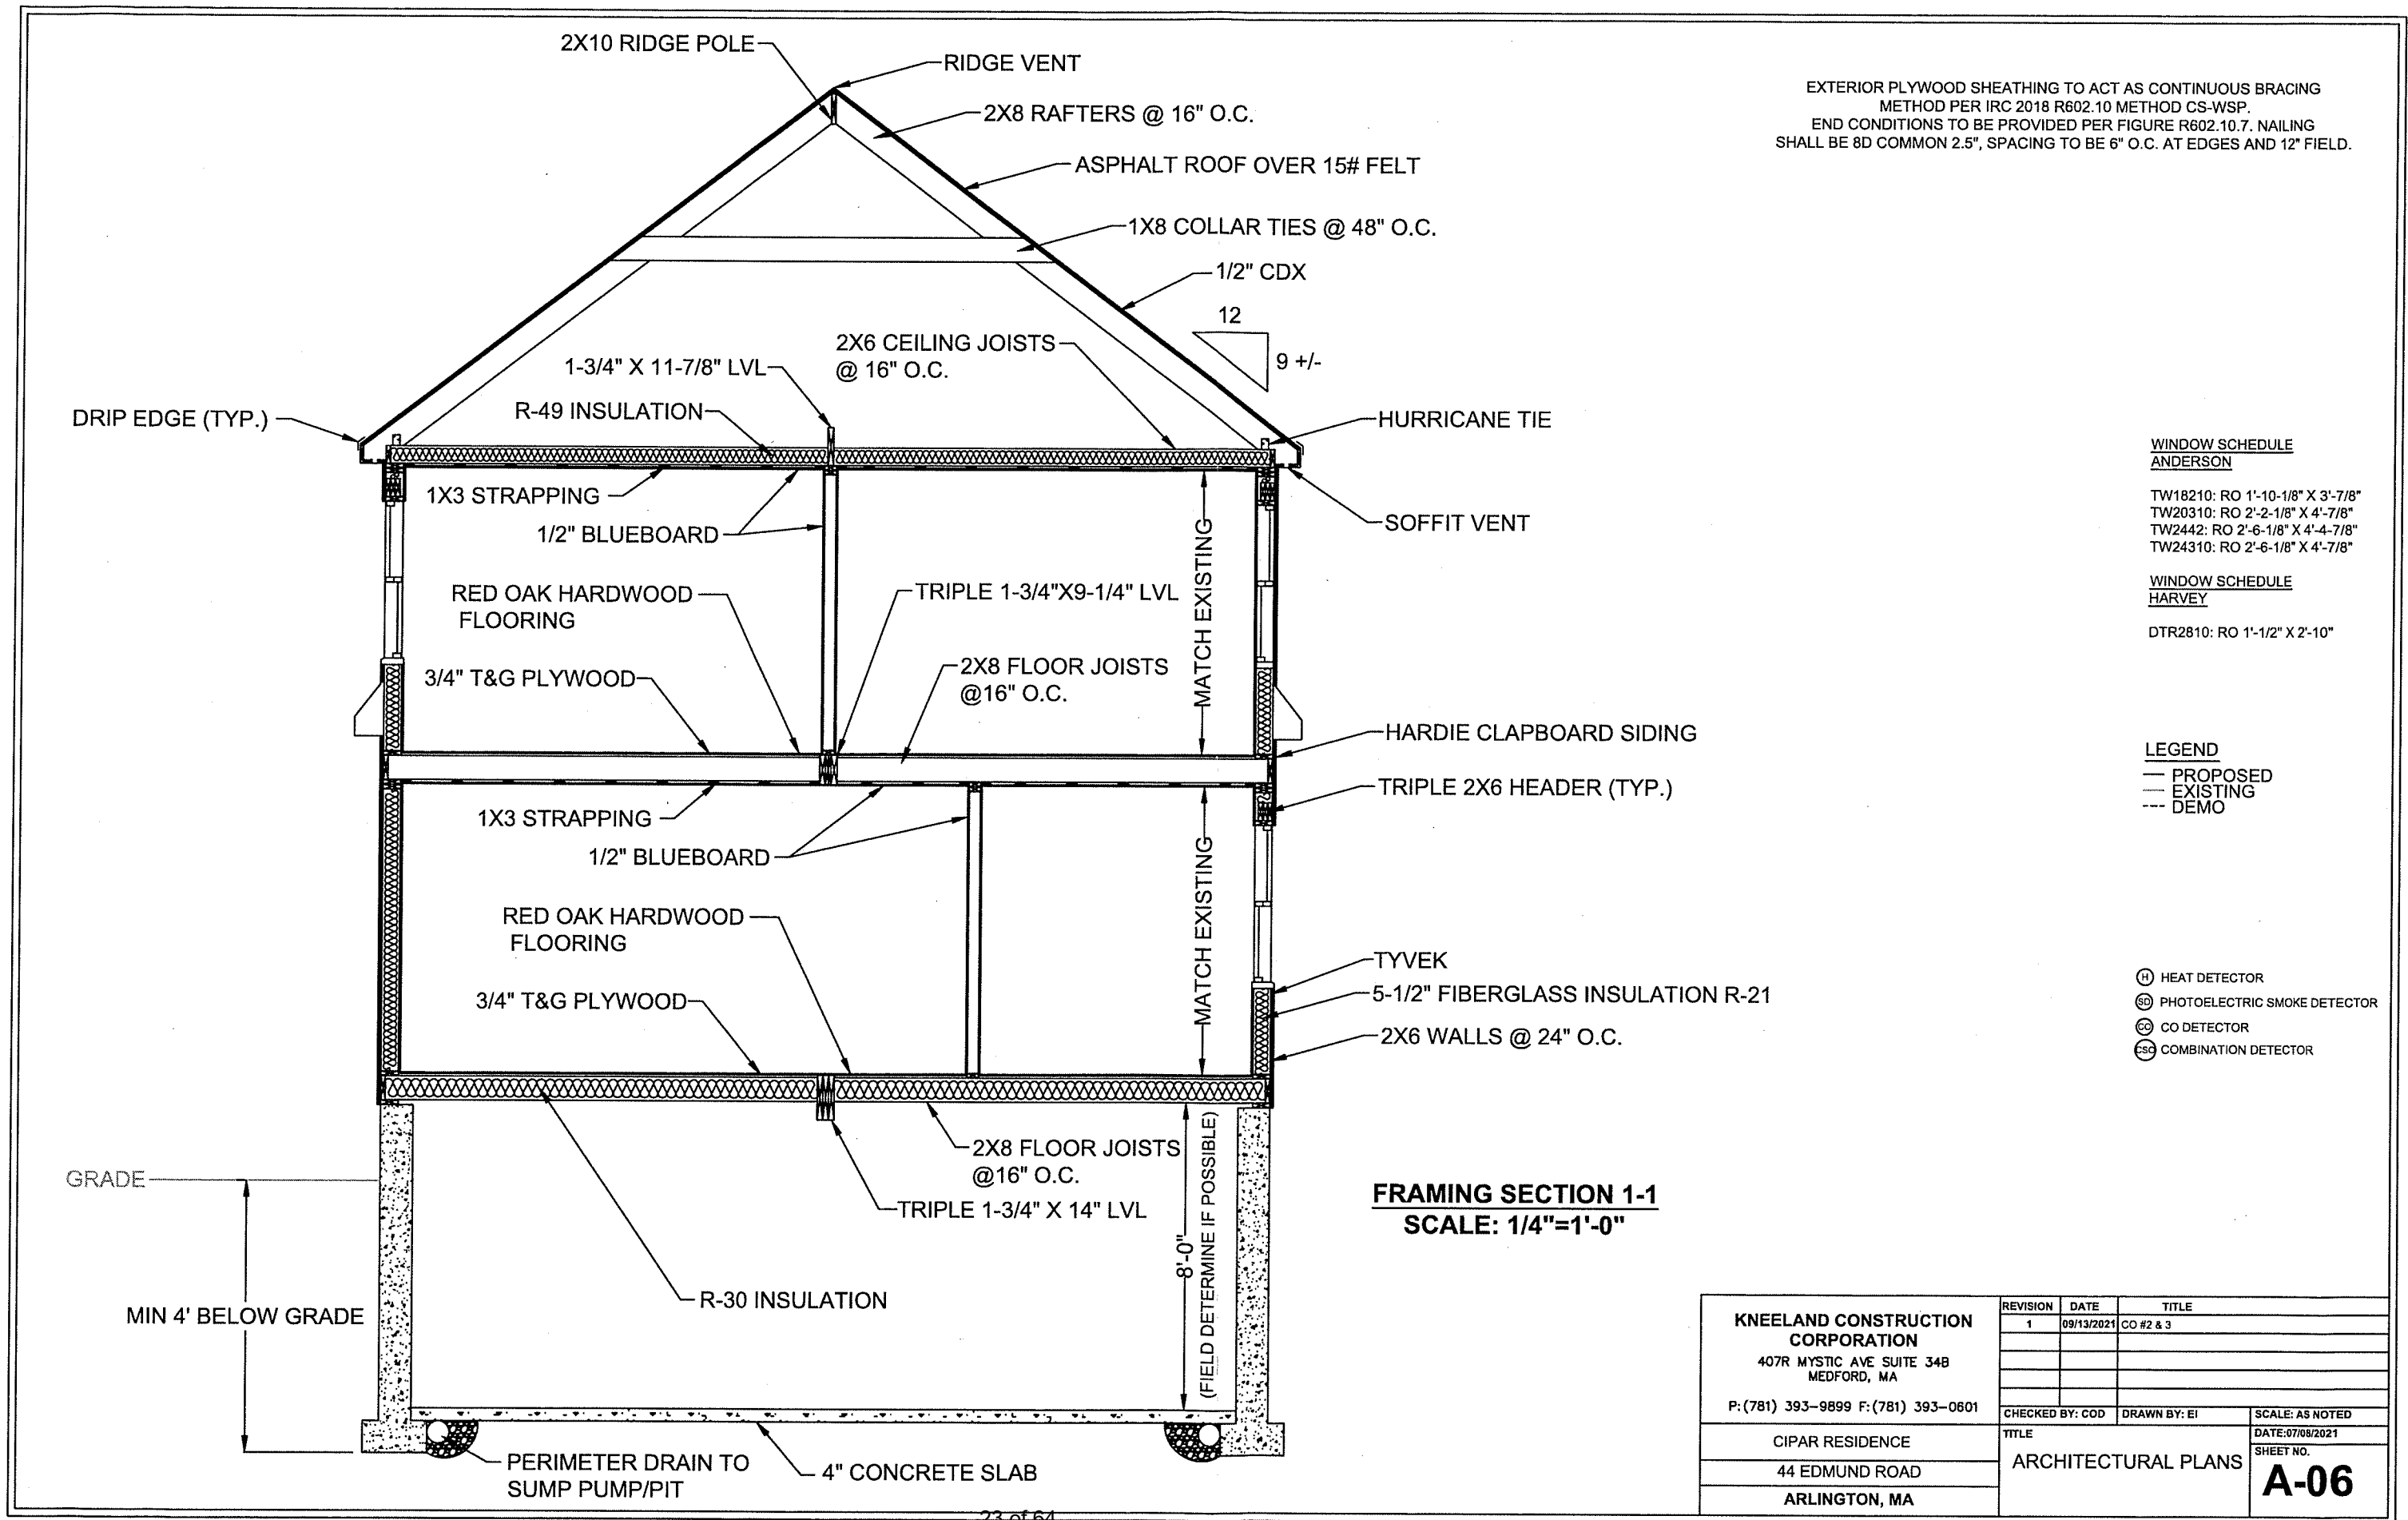 2X10 RIDGE POLE
RIDGE VENT
2X8 RAFTERS @ 16" O.C.
ASPHALT ROOF OVER 15# FELT
1X8 COLLAR TIES @ 48" O.C.
1/2" CDX
12
9 +/-
2X6 CEILING JOISTS
@ 16" O.C.
1-3/4" X 11-7/8" LVL
R-49 INSULATION
DRIP EDGE (TYP.)
HURRICANE TIE
1X3 STRAPPING
1/2" BLUEBOARD
SOFFIT VENT
MATCH EXISTING
RED OAK HARDWOOD
FLOORING
TRIPLE 1-3/4"X9-1/4" LVL
3/4" T&G PLYWOOD
2X8 FLOOR JOISTS
@16" O.C.
HARDIE CLAPBOARD SIDING
TRIPLE 2X6 HEADER (TYP.)
1X3 STRAPPING
1/2" BLUEBOARD
MATCH EXISTING
RED OAK HARDWOOD
FLOORING
3/4" T&G PLYWOOD
TYVEK
5-1/2" FIBERGLASS INSULATION R-21
2X6 WALLS @ 24" O.C.
2X8 FLOOR JOISTS
@16" O.C.
TRIPLE 1-3/4" X 14" LVL
GRADE
MIN 4' BELOW GRADE
R-30 INSULATION
8'-0"
(FIELD DETERMINE IF POSSIBLE)
PERIMETER DRAIN TO
SUMP PUMP/PIT
4" CONCRETE SLAB
23 of 64
FRAMING SECTION 1-1
SCALE: 1/4"=1'-0"
EXTERIOR PLYWOOD SHEATHING TO ACT AS CONTINUOUS BRACING
METHOD PER IRC 2018 R602.10 METHOD CS-WSP.
END CONDITIONS TO BE PROVIDED PER FIGURE R602.10.7. NAILING
SHALL BE 8D COMMON 2.5", SPACING TO BE 6" O.C. AT EDGES AND 12" FIELD.
WINDOW SCHEDULE
ANDERSON
TW18210: RO 1'-10-1/8" X 3'-7/8"
TW20310: RO 2'-2-1/8" X 4'-7/8"
TW2442: RO 2'-6-1/8" X 4'-4-7/8"
TW24310: RO 2'-6-1/8" X 4'-7/8"
WINDOW SCHEDULE
HARVEY
DTR2810: RO 1'-1/2" X 2'-10"
LEGEND
PROPOSED
EXISTING
DEMO
H HEAT DETECTOR
SD PHOTOELECTRIC SMOKE DETECTOR
CO CO DETECTOR
CSO COMBINATION DETECTOR
KNEELAND CONSTRUCTION
CORPORATION
407R MYSTIC AVE SUITE 34B
MEDFORD, MA
P:(781) 393-9899 F:(781) 393-0601
CIPAR RESIDENCE
44 EDMUND ROAD
ARLINGTON, MA
REVISION DATE TITLE
1 09/13/2021 CO #2 & 3
CHECKED BY: COD DRAWN BY: EI SCALE: AS NOTED
TITLE
ARCHITECTURAL PLANS
DATE:07/08/2021
SHEET NO.
A-06